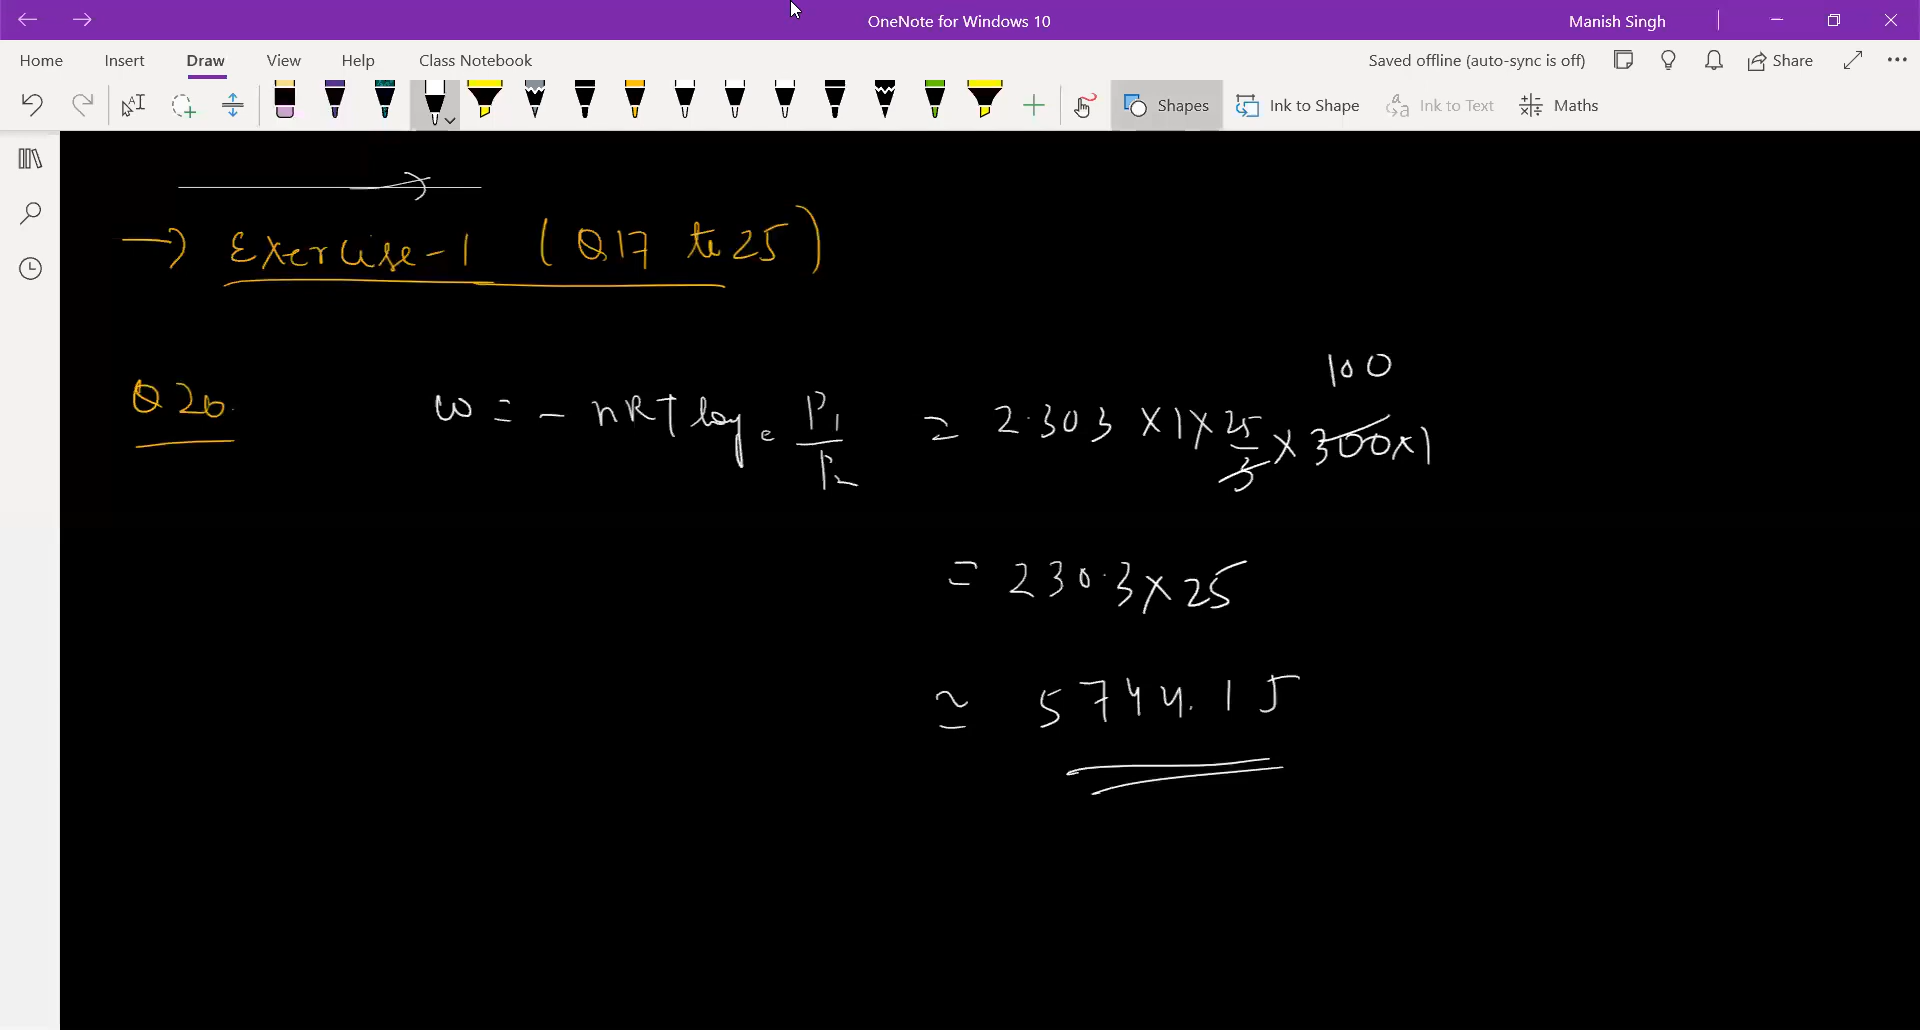 OneNote for Windows 10
Manish Singh
Home Insert Draw View Help Class Notebook
Saved offline (auto-sync is off) Share
Shapes Ink to Shape Ink to Text Maths
→ Exercise-1 (Q17 to 25)
100
Q 20. w = - nRT logₑ P₁/P₂ = 2.303 X 1 X 25/3 X 300 X 1
= 230.3 X 25
≃ 5744.15